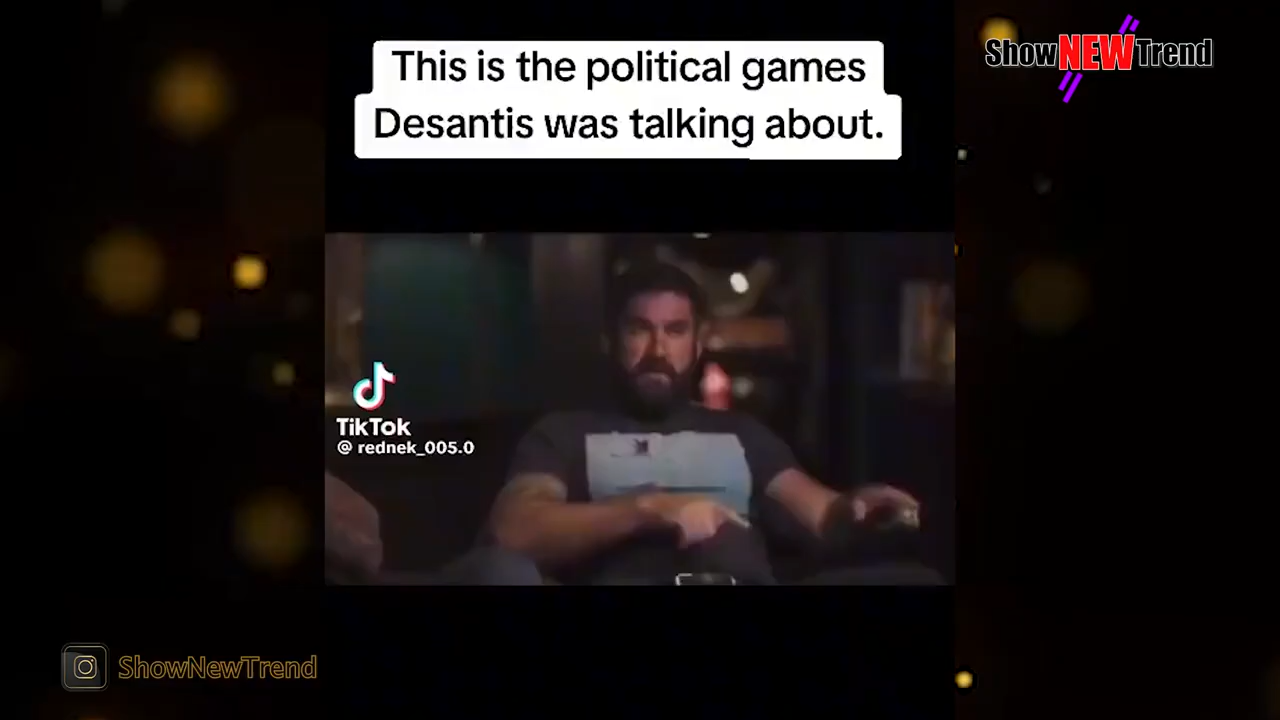 This is the political games
Desantis was talking about.
ShowNEWTrend
TikTok
@ rednek_005.0
ShowNewTrend